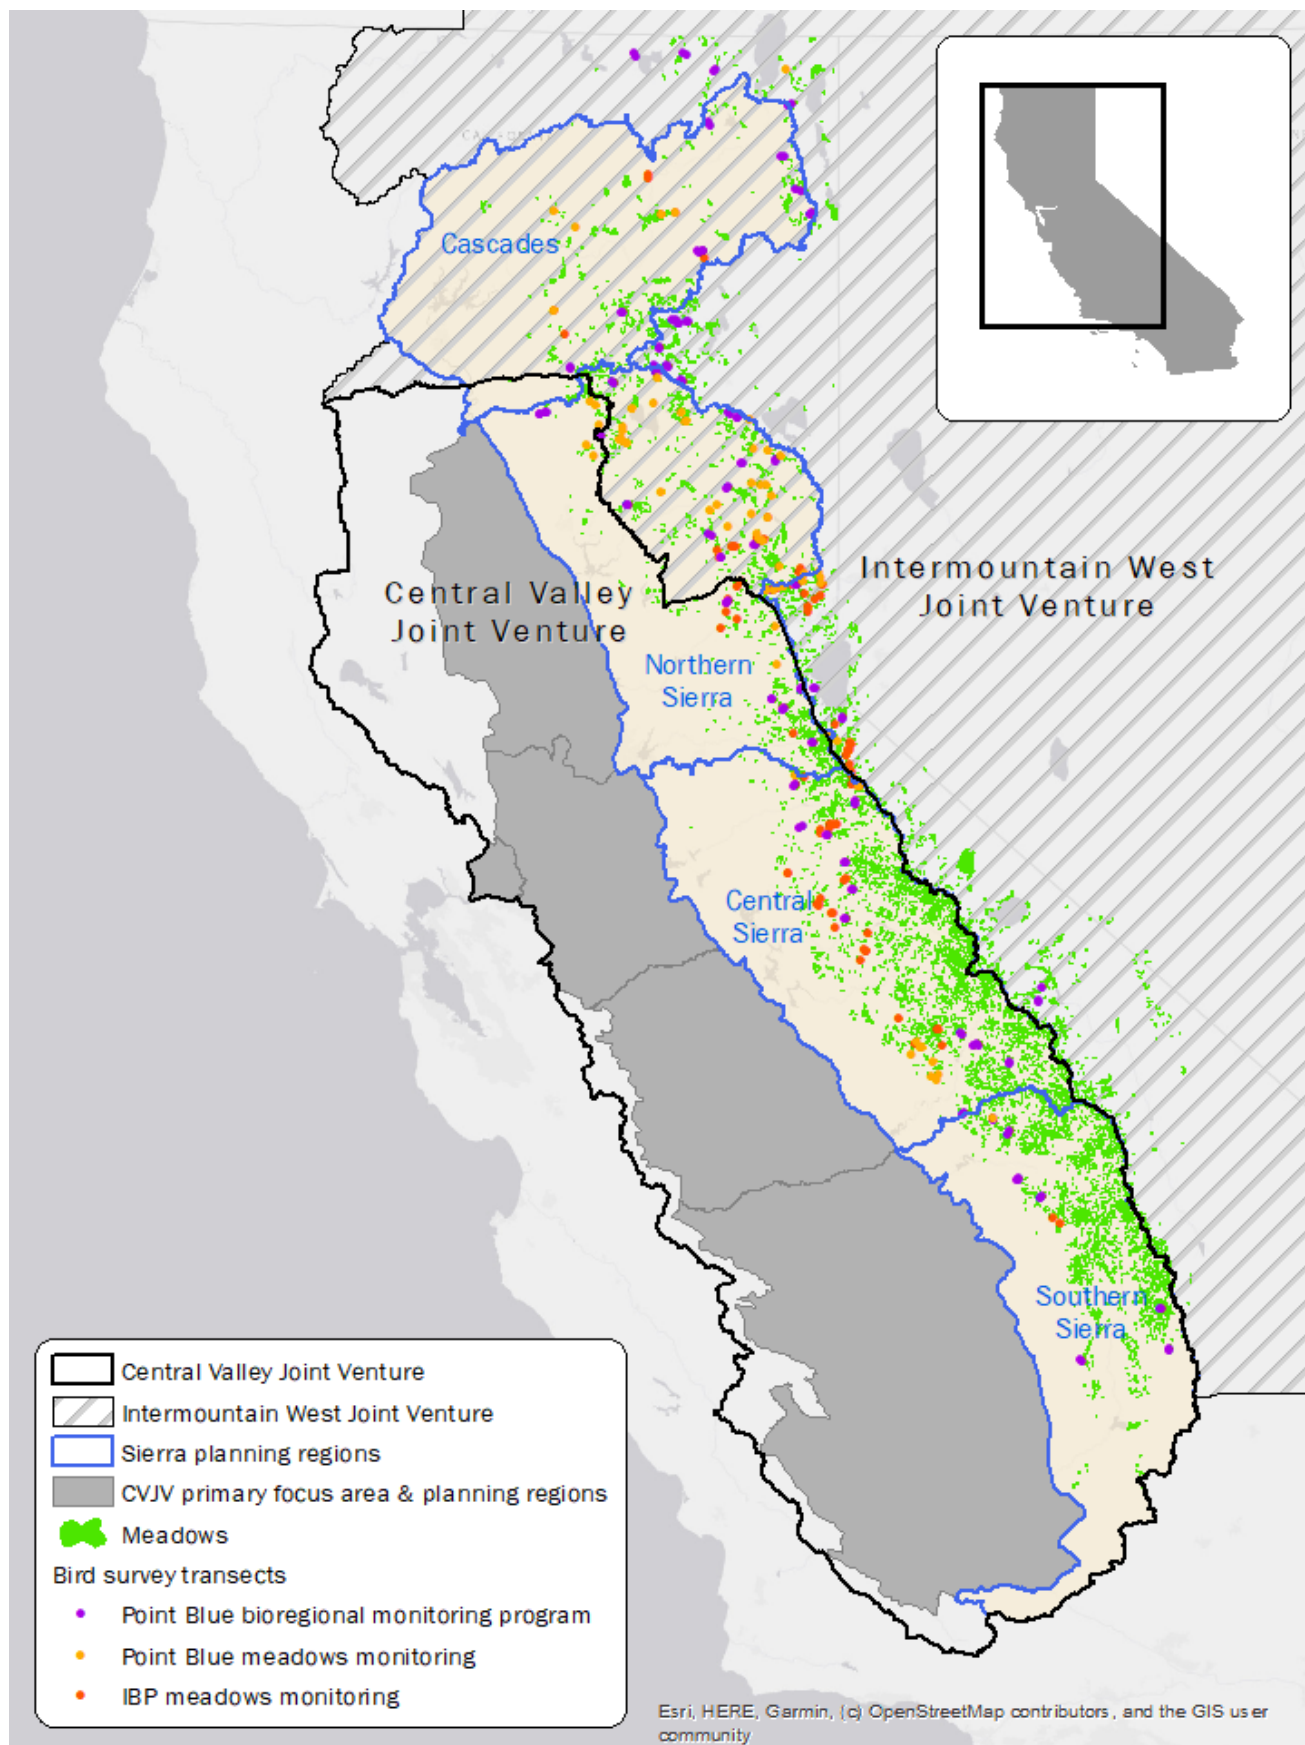 Cascades
Central Valley
Joint Venture
Intermountain West
Joint Venture
Northern
Sierra
Central
Sierra
Southern
Sierra
Central Valley Joint Venture
Intermountain West Joint Venture
Sierra planning regions
CVJV primary focus area & planning regions
Meadows
Bird survey transects
Point Blue bioregional monitoring program
Point Blue meadows monitoring
IBP meadows monitoring
Esri, HERE, Garmin, (c) OpenStreetMap contributors, and the GIS user
community